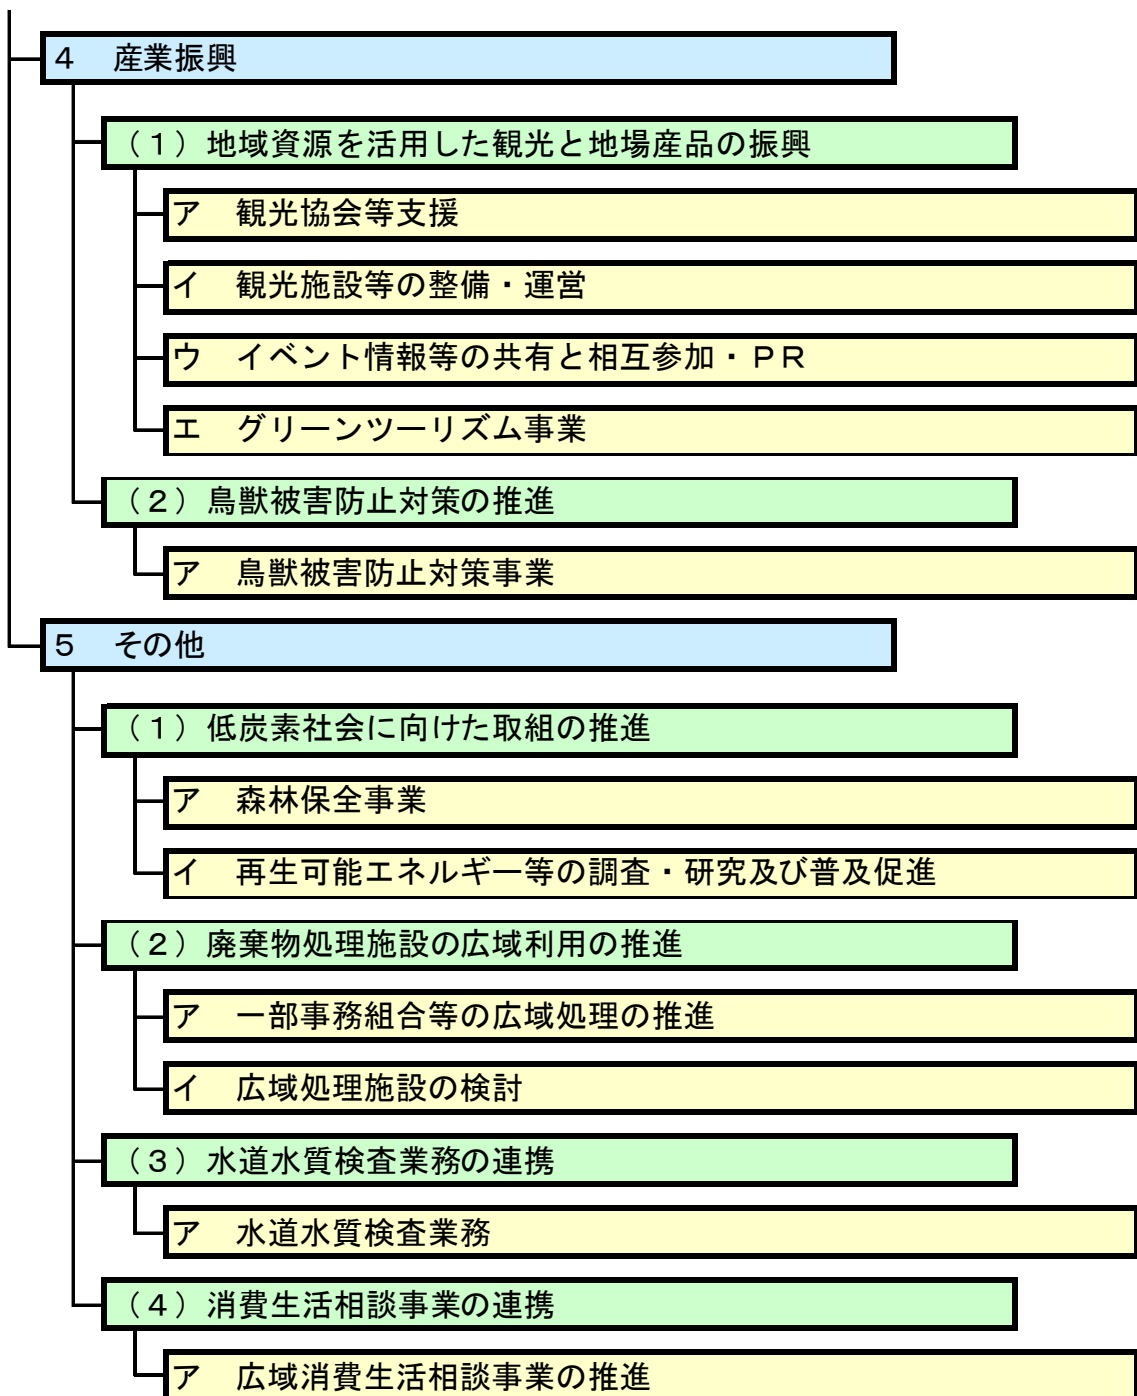 4　産業振興
（1）地域資源を活用した観光と地場産品の振興
ア　観光協会等支援
イ　観光施設等の整備・運営
ウ　イベント情報等の共有と相互参加・ＰＲ
エ　グリーンツーリズム事業
（2）鳥獣被害防止対策の推進
ア　鳥獣被害防止対策事業
5　その他
（1）低炭素社会に向けた取組の推進
ア　森林保全事業
イ　再生可能エネルギー等の調査・研究及び普及促進
（2）廃棄物処理施設の広域利用の推進
ア　一部事務組合等の広域処理の推進
イ　広域処理施設の検討
（3）水道水質検査業務の連携
ア　水道水質検査業務
（4）消費生活相談事業の連携
ア　広域消費生活相談事業の推進